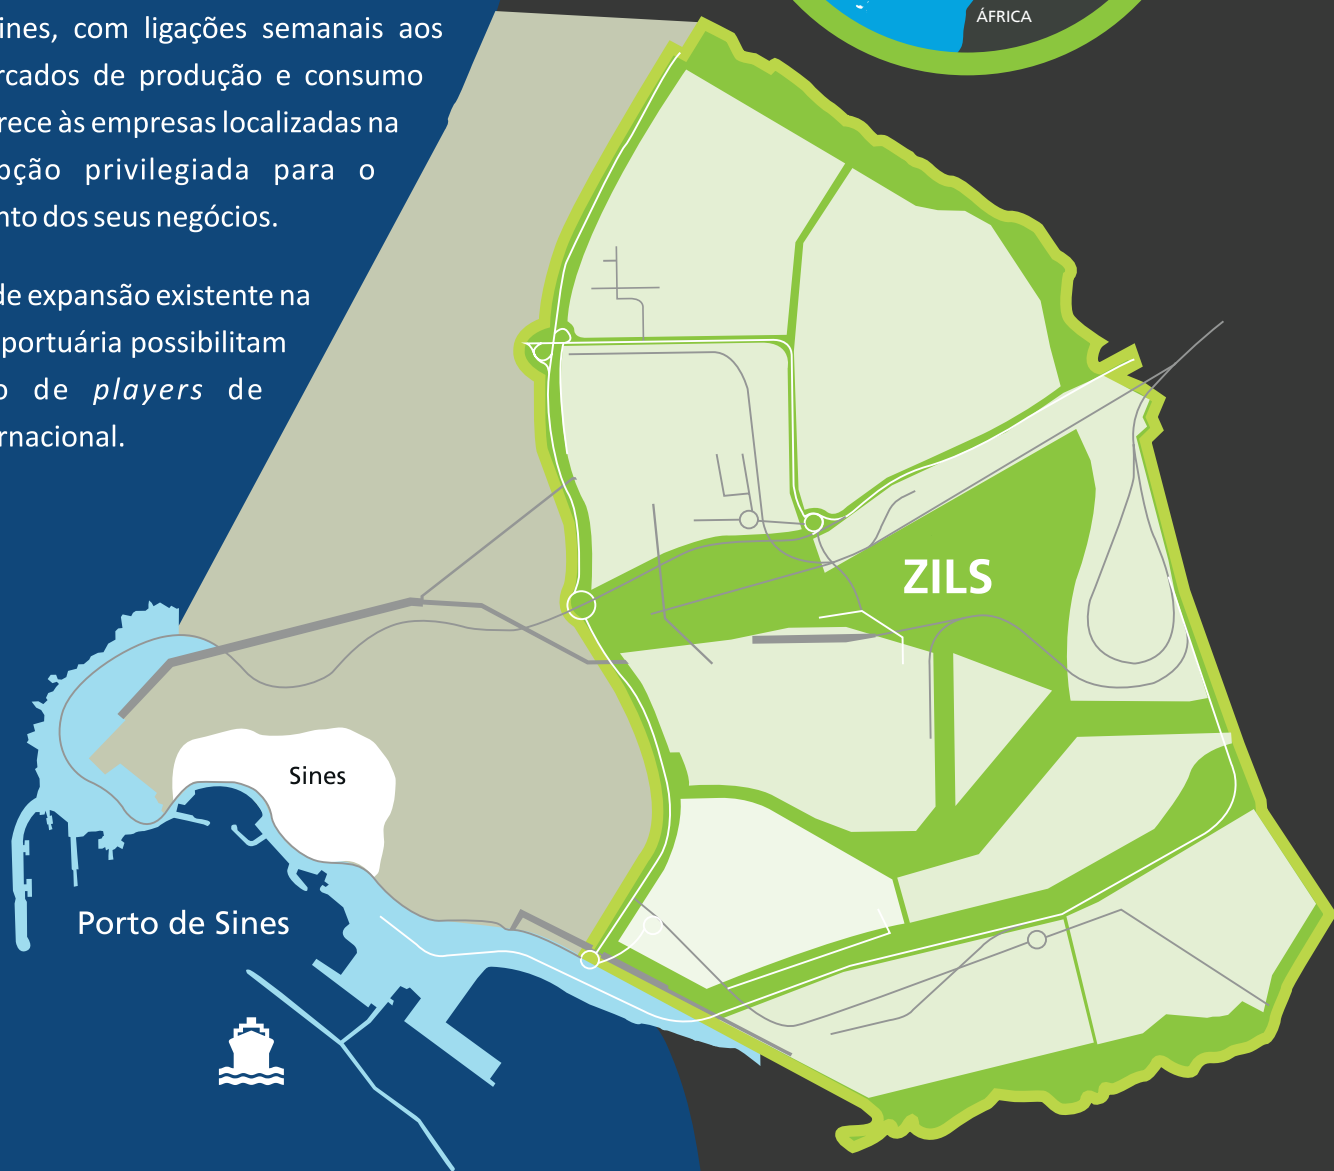 ines, com ligações semanais aos
rcados de produção e consumo
rece às empresas localizadas na
pção privilegiada para o
nto dos seus negócios.
de expansão existente na
portuária possibilitam
o de players de
rnacional.
ÁFRICA
ZILS
Sines
Porto de Sines